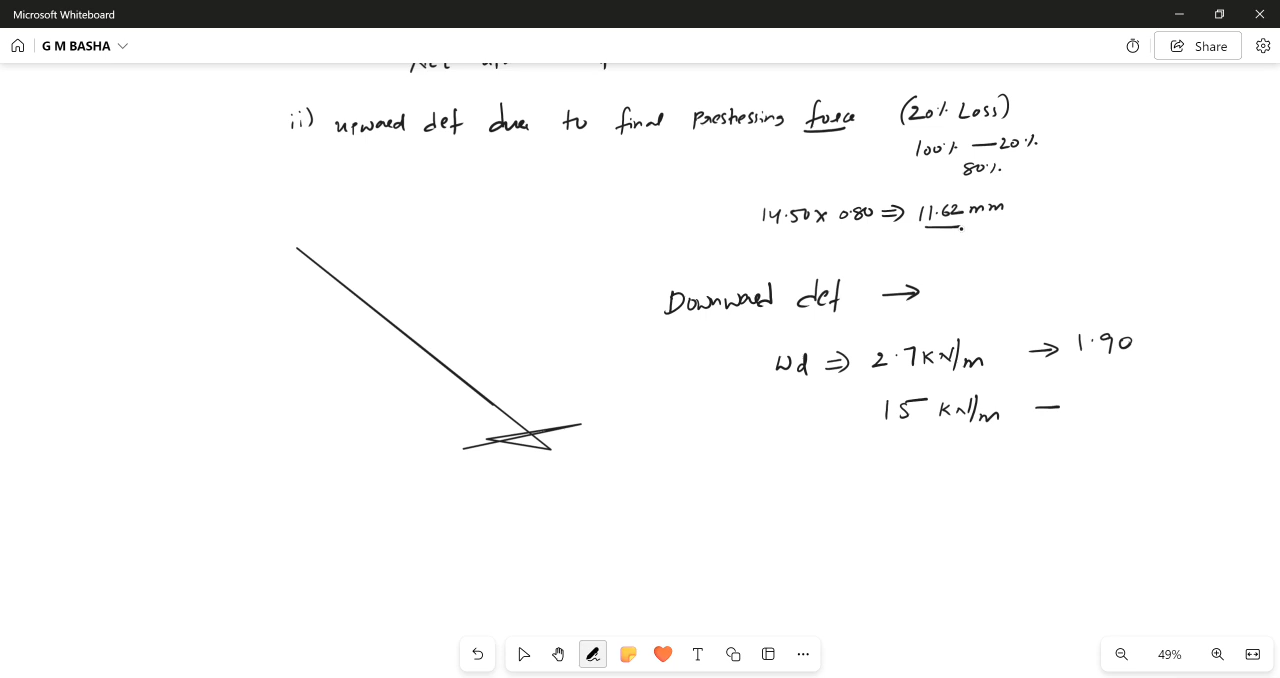 Microsoft Whiteboard
G M BASHA
Share
ii) upward def due to final prestressing force (20% Loss)
100% — 20%
80%.
14.50 x 0.80 ⇒ 11.62 mm
Downward def →
wd ⇒ 2.7 kN/m → 1.90
15 kN/m —
T
49%